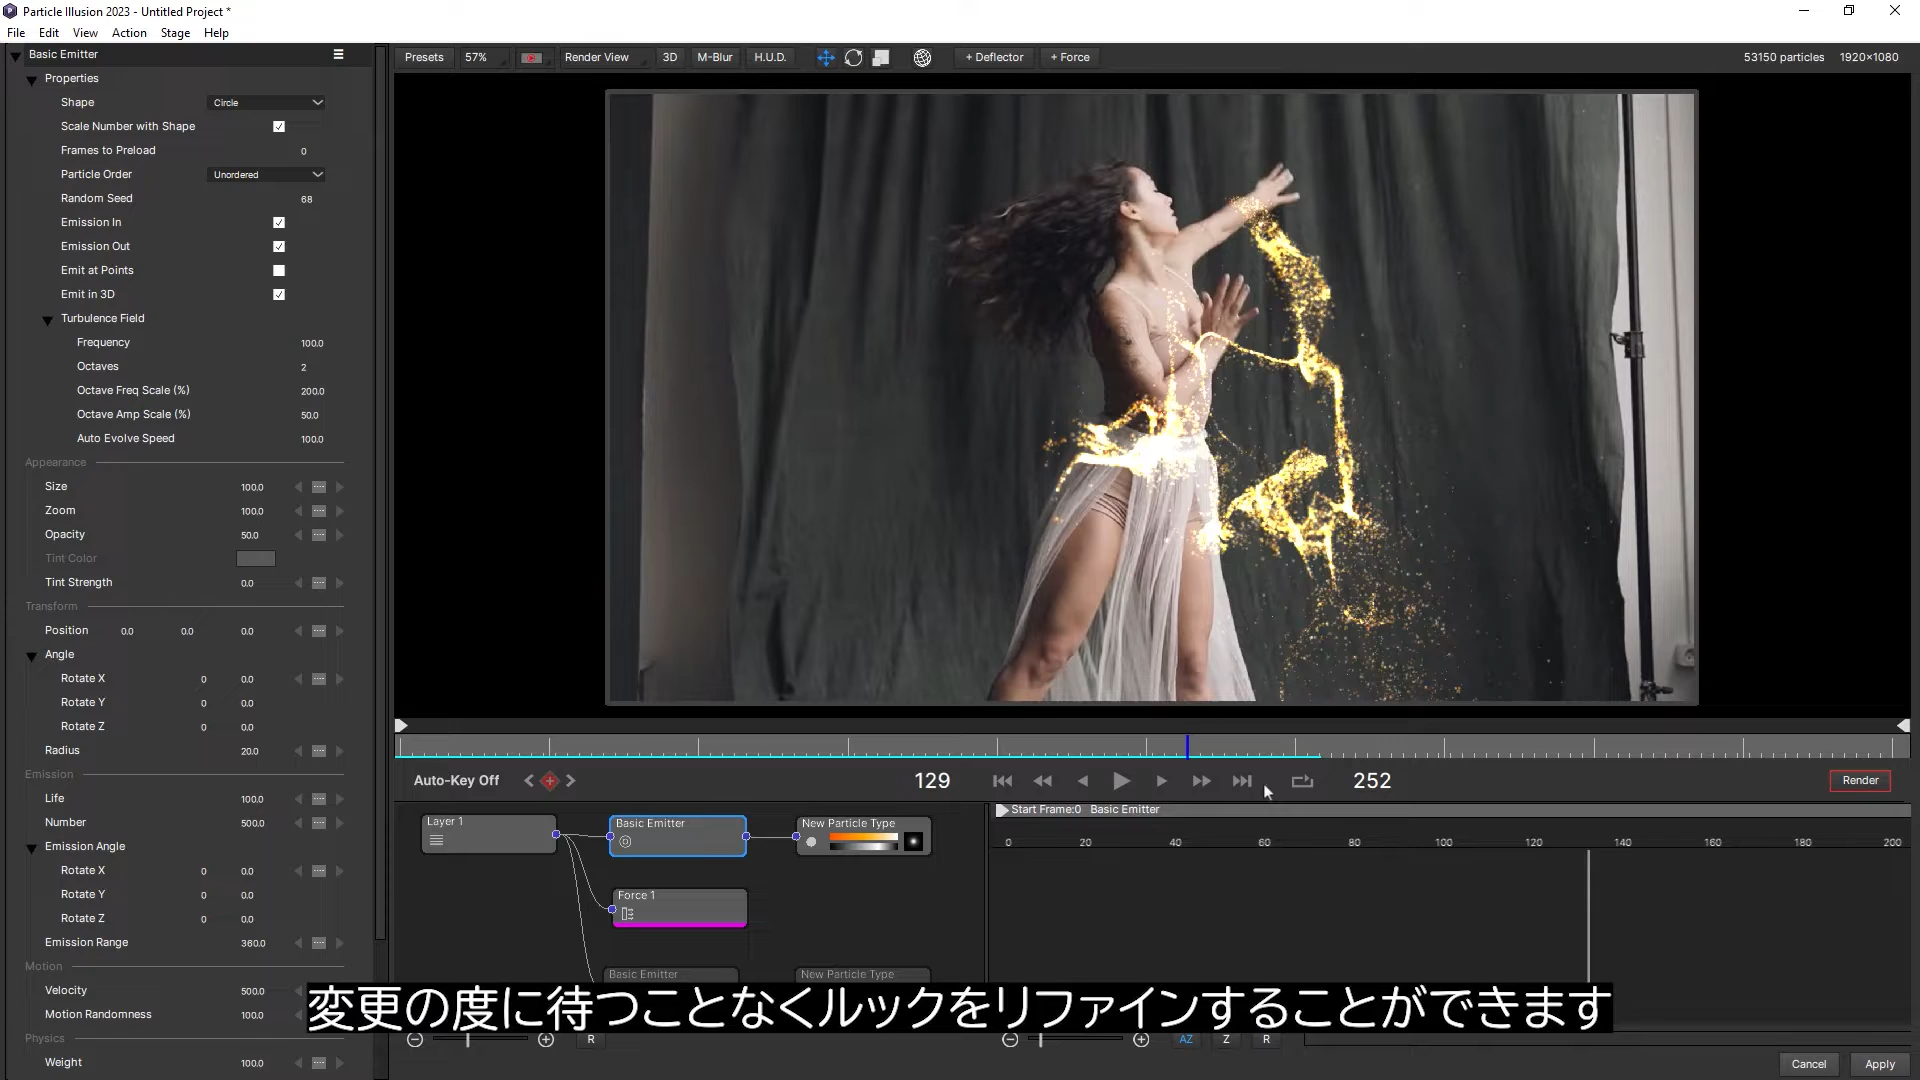 Particle Illusion 2023 - Untitled Project *
File Edit View Action Stage Help
Basic Emitter
Presets 57% Render View 3D M-Blur H.U.D. + Deflector + Force 53150 particles 1920×1080
Properties
Shape Circle
Scale Number with Shape
Frames to Preload 0
Particle Order Unordered
Random Seed 68
Emission In
Emission Out
Emit at Points
Emit in 3D
Turbulence Field
Frequency 100.0
Octaves 2
Octave Freq Scale (%) 200.0
Octave Amp Scale (%) 50.0
Auto Evolve Speed 100.0
Appearance
Size 100.0
Zoom 100.0
Opacity 50.0
Tint Color
Tint Strength 0.0
Transform
Position 0.0 0.0 0.0
Angle
Rotate X 0 0.0
Rotate Y 0 0.0
Rotate Z 0 0.0
Radius 20.0
Emission
Life 100.0
Number 500.0
Emission Angle
Rotate X 0 0.0
Rotate Y 0 0.0
Rotate Z 0 0.0
Emission Range 360.0
Motion
Velocity 500.0
Motion Randomness 100.0
Physics
Weight 100.0
Auto-Key Off 129 252 Render
Layer 1 Basic Emitter New Particle Type
Force 1
Basic Emitter New Particle Type
Start Frame:0 Basic Emitter
0 20 40 60 80 100 120 140 160 180 200
変更の度に待つことなくルックをリファインすることができます
R AZ Z R
Cancel Apply